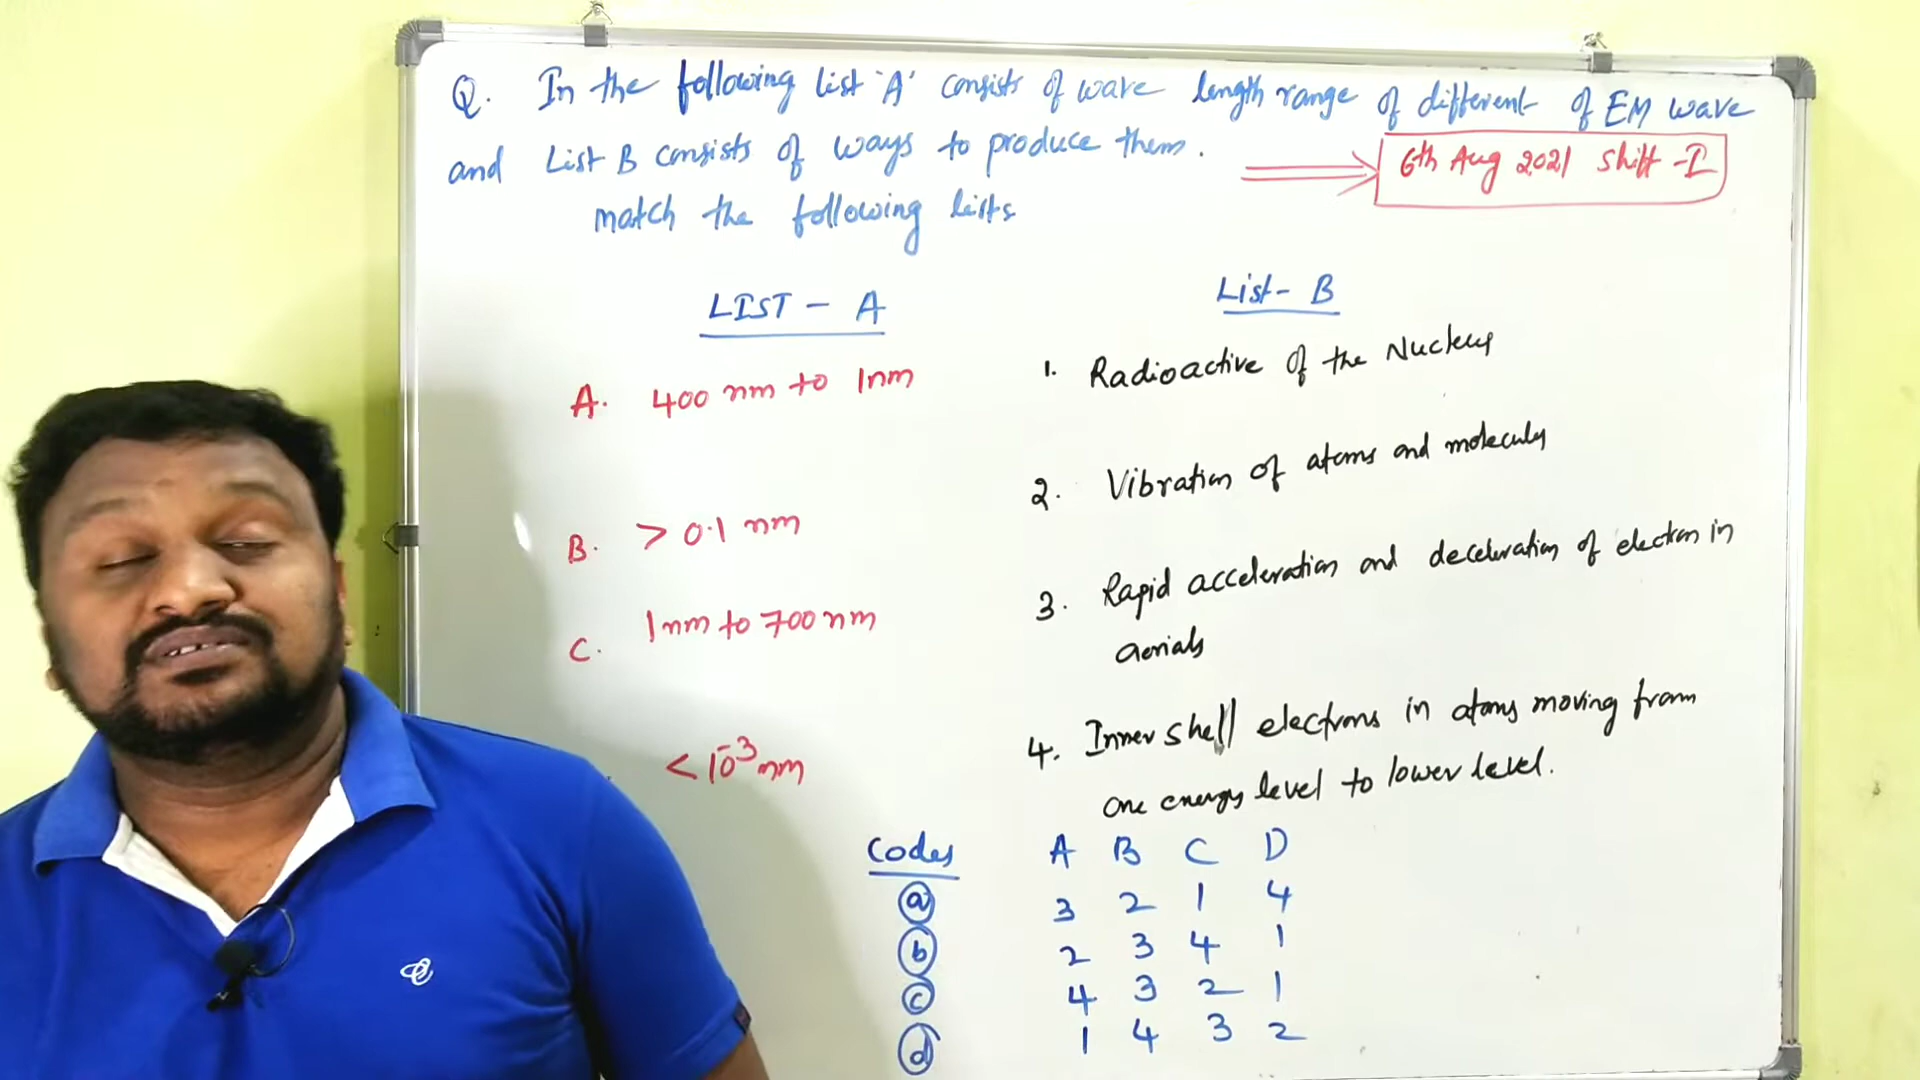 Q. In the following list 'A' consists of wave length range of different of EM wave
and List B consists of ways to produce them.
6th Aug 2021 Shift -I
match the following lists
LIST - A
List- B
A. 400 nm to 1nm
1. Radioactive of the Nucleus
B. > 0.1 nm
2. Vibration of atoms and molecules
C. 1nm to 700 nm
3. Rapid acceleration and deceleration of electron in
aerials
< 10⁻³ nm
4. Inner shell electrons in atoms moving from
one energy level to lower level.
Codes A B C D
a 3 2 1 4
b 2 3 4 1
c 4 3 2 1
d 1 4 3 2